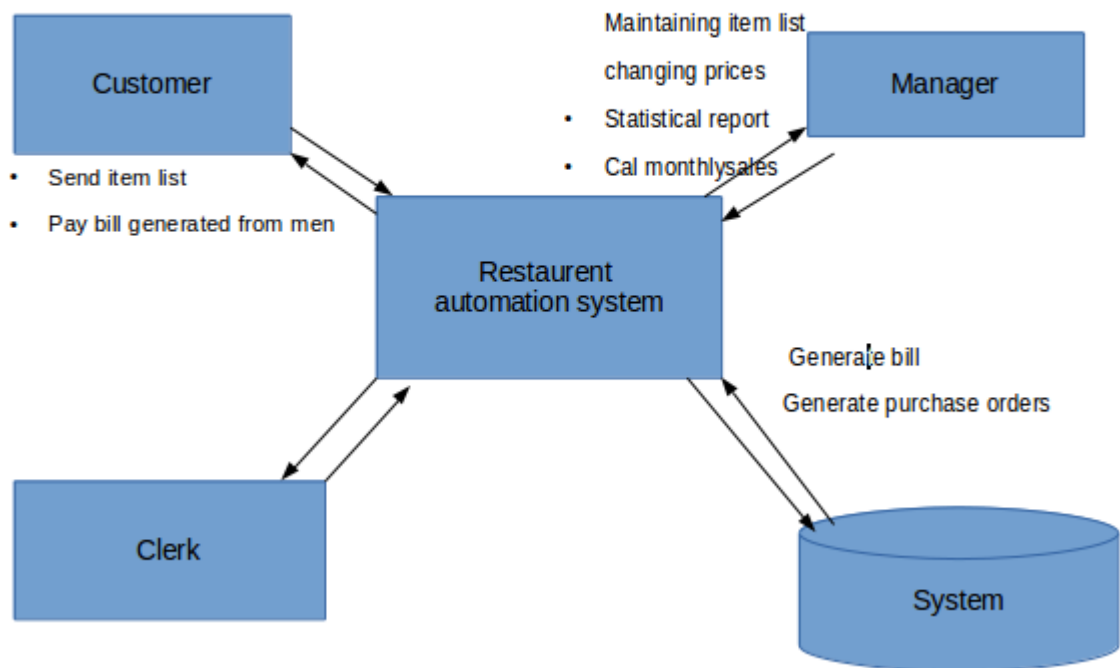 Customer
• Send item list
• Pay bill generated from men
Maintaining item list
changing prices
• Statistical report
• Cal monthlysales
Manager
Restaurent
automation system
Generate bill
Generate purchase orders
Clerk
System